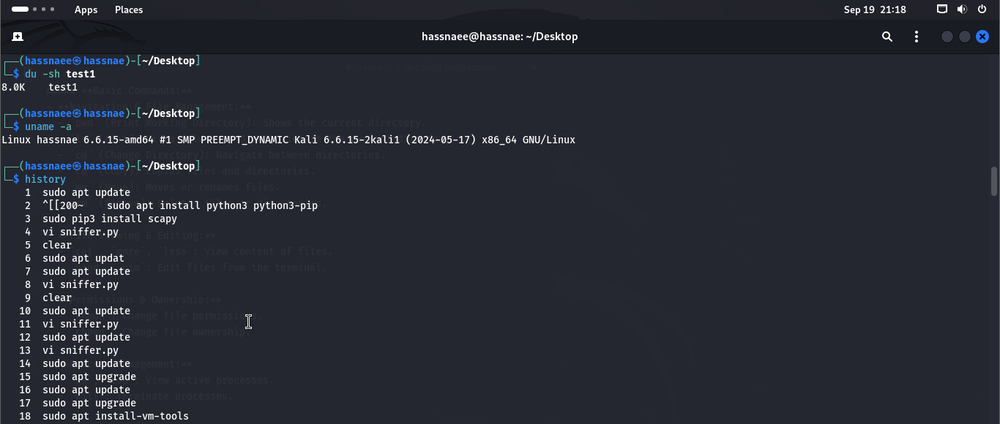 Apps Places Sep 19 21:18
hassnaee@hassnae: ~/Desktop
┌──(hassnaee㉿hassnae)-[~/Desktop]
└─$ du -sh test1
8.0K test1
┌──(hassnaee㉿hassnae)-[~/Desktop]
└─$ uname -a
Linux hassnae 6.6.15-amd64 #1 SMP PREEMPT_DYNAMIC Kali 6.6.15-2kali1 (2024-05-17) x86_64 GNU/Linux
┌──(hassnaee㉿hassnae)-[~/Desktop]
└─$ history
1 sudo apt update
2 ^[[200~ sudo apt install python3 python3-pip
3 sudo pip3 install scapy
4 vi sniffer.py
5 clear
6 sudo apt updat
7 sudo apt update
8 vi sniffer.py
9 clear
10 sudo apt update
11 vi sniffer.py
12 sudo apt update
13 vi sniffer.py
14 sudo apt update
15 sudo apt upgrade
16 sudo apt update
17 sudo apt upgrade
18 sudo apt install-vm-tools